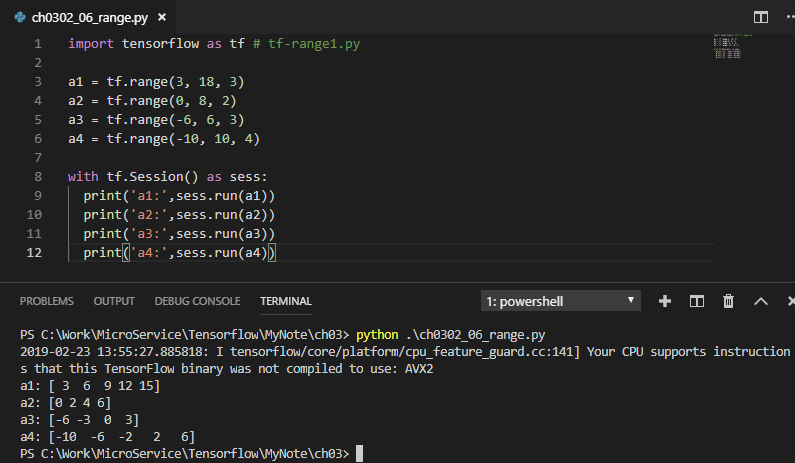 ch0302_06_range.py ×
1 import tensorflow as tf # tf-range1.py
2
3 a1 = tf.range(3, 18, 3)
4 a2 = tf.range(0, 8, 2)
5 a3 = tf.range(-6, 6, 3)
6 a4 = tf.range(-10, 10, 4)
7
8 with tf.Session() as sess:
9 print('a1:',sess.run(a1))
10 print('a2:',sess.run(a2))
11 print('a3:',sess.run(a3))
12 print('a4:',sess.run(a4))
PROBLEMS OUTPUT DEBUG CONSOLE TERMINAL 1: powershell
PS C:\Work\MicroService\Tensorflow\MyNote\ch03> python .\ch0302_06_range.py
2019-02-23 13:55:27.885818: I tensorflow/core/platform/cpu_feature_guard.cc:141] Your CPU supports instruction
s that this TensorFlow binary was not compiled to use: AVX2
a1: [ 3  6  9 12 15]
a2: [0 2 4 6]
a3: [-6 -3  0  3]
a4: [-10  -6  -2   2   6]
PS C:\Work\MicroService\Tensorflow\MyNote\ch03>